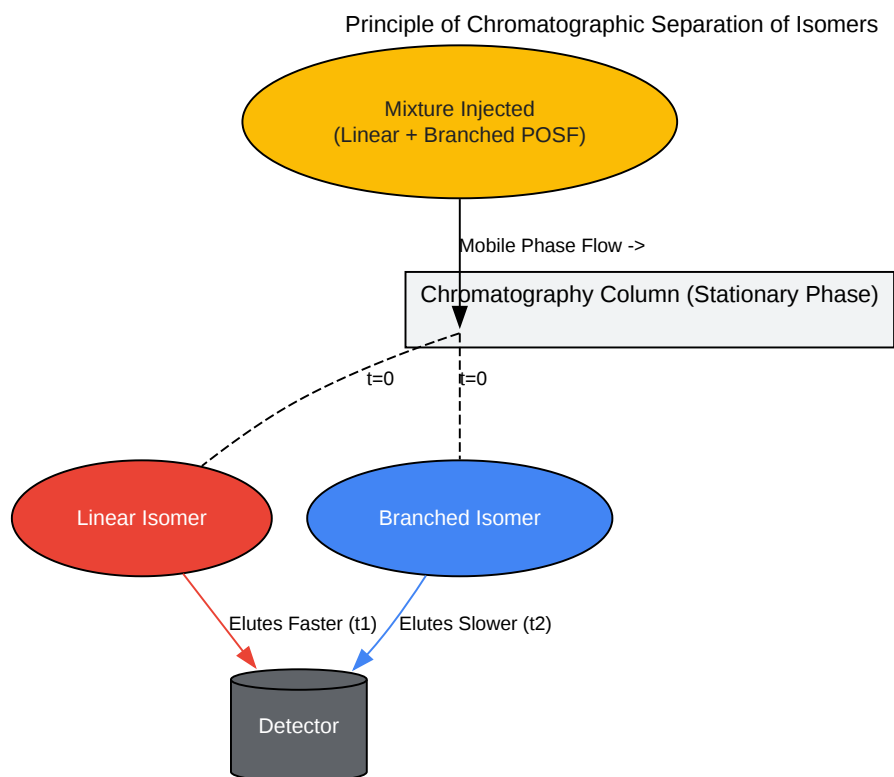 Principle of Chromatographic Separation of Isomers
Mixture Injected
(Linear + Branched POSF)
Mobile Phase Flow ->
Chromatography Column (Stationary Phase)
t=0
t=0
Linear Isomer
Branched Isomer
Elutes Faster (t1)
Elutes Slower (t2)
Detector